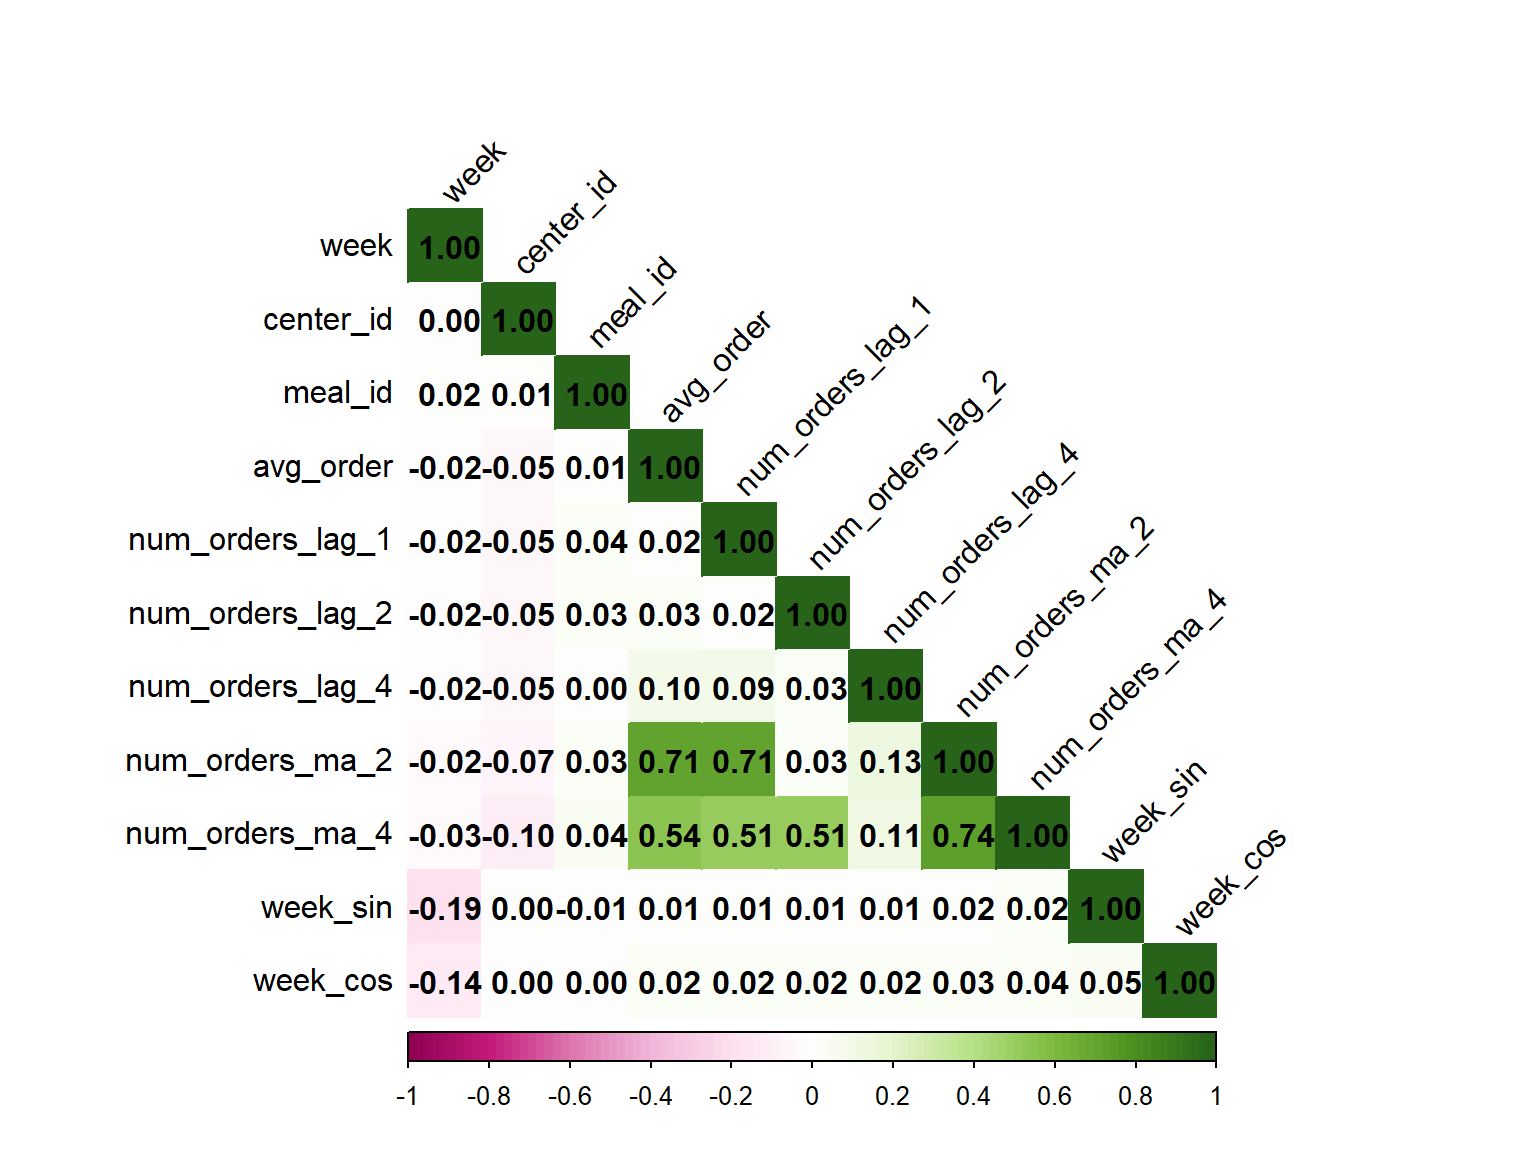 week
center_id
meal_id
avg_order
num_orders_lag_1
num_orders_lag_2
num_orders_lag_4
num_orders_ma_2
num_orders_ma_4
week_sin
week_cos
week 1.00
center_id 0.00 1.00
meal_id 0.02 0.01 1.00
avg_order -0.02 -0.05 0.01 1.00
num_orders_lag_1 -0.02 -0.05 0.04 0.02 1.00
num_orders_lag_2 -0.02 -0.05 0.03 0.03 0.02 1.00
num_orders_lag_4 -0.02 -0.05 0.00 0.10 0.09 0.03 1.00
num_orders_ma_2 -0.02 -0.07 0.03 0.71 0.71 0.03 0.13 1.00
num_orders_ma_4 -0.03 -0.10 0.04 0.54 0.51 0.51 0.11 0.74 1.00
week_sin -0.19 0.00 -0.01 0.01 0.01 0.01 0.01 0.02 0.02 1.00
week_cos -0.14 0.00 0.00 0.02 0.02 0.02 0.02 0.03 0.04 0.05 1.00
-1 -0.8 -0.6 -0.4 -0.2 0 0.2 0.4 0.6 0.8 1